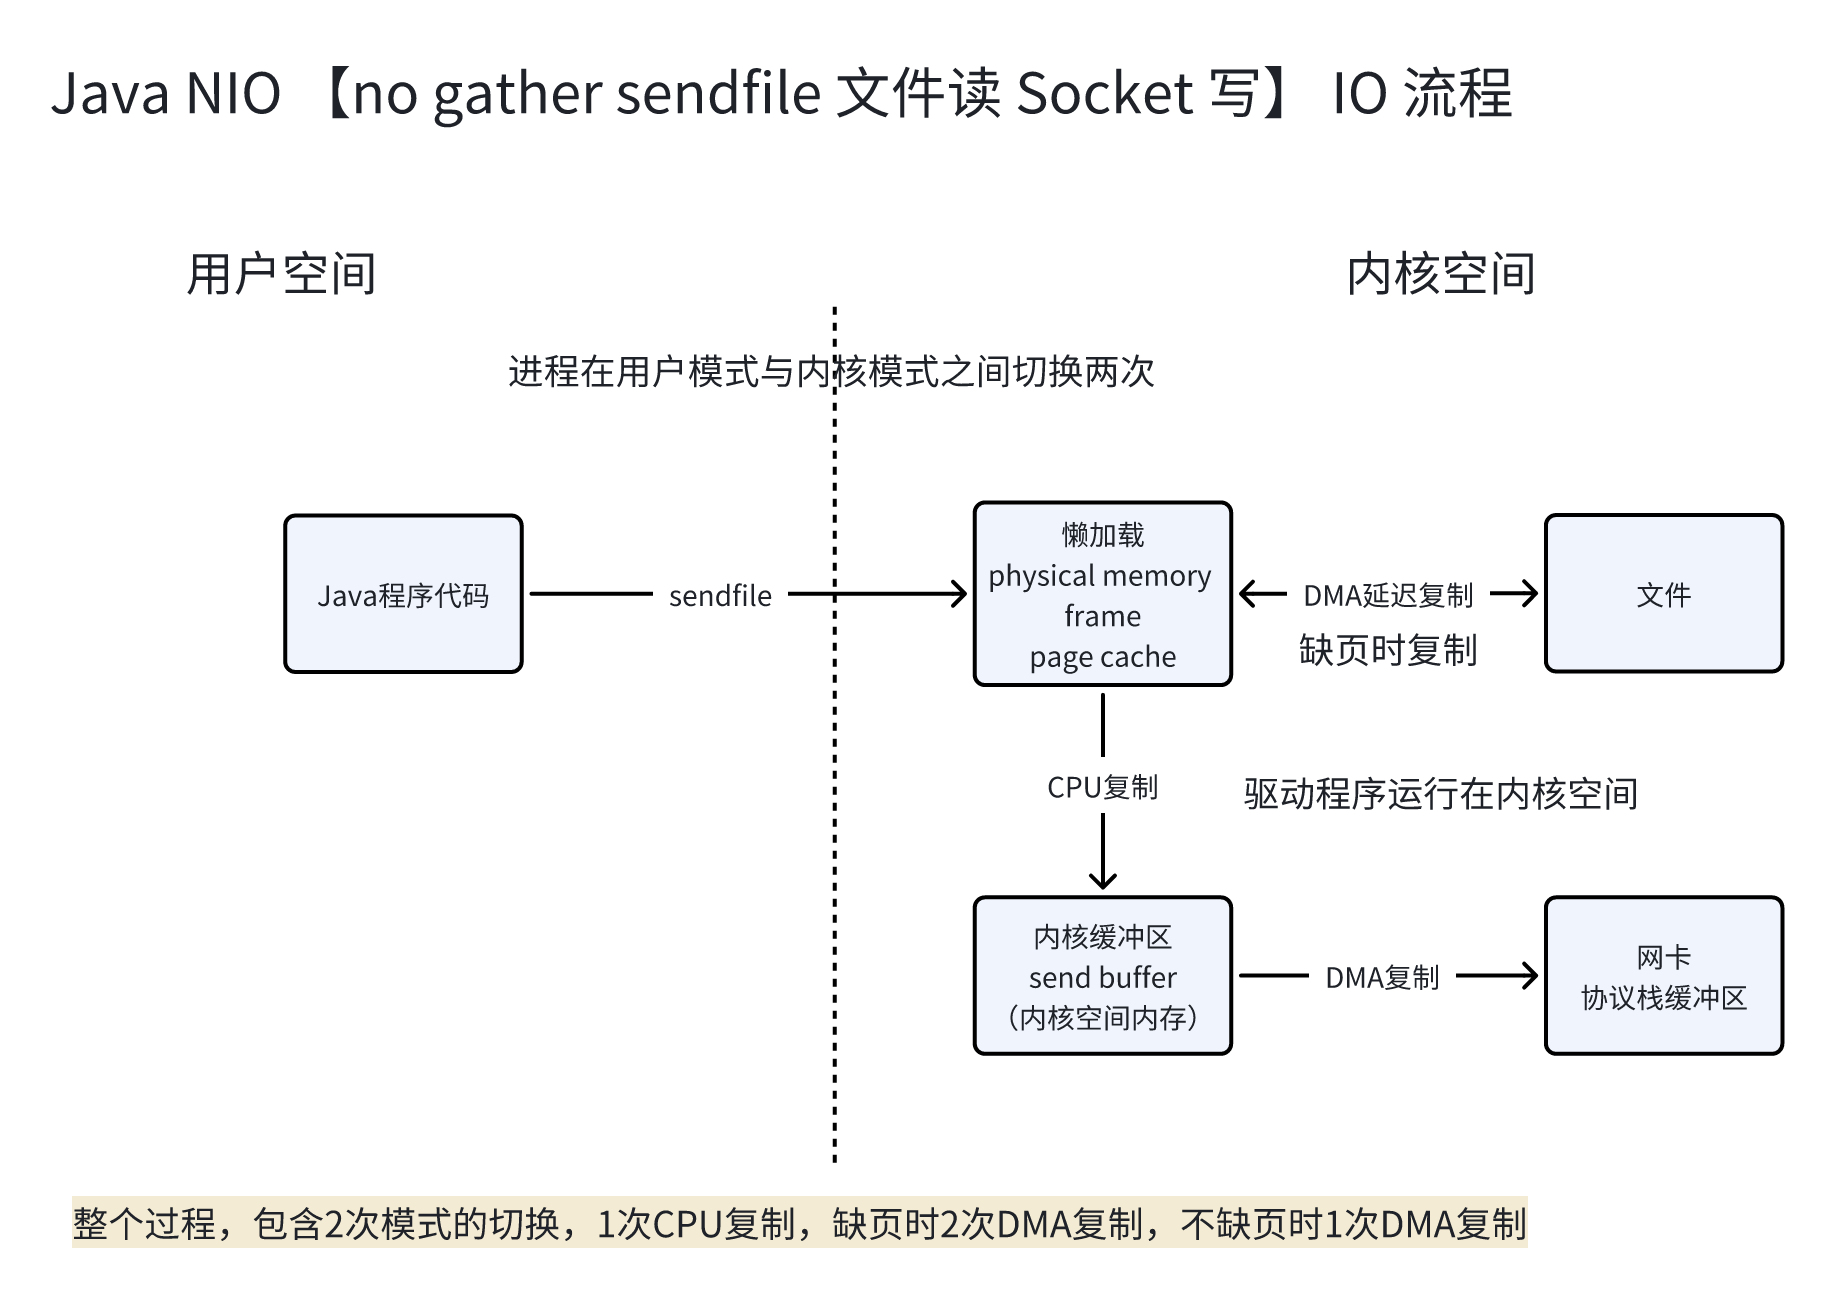 Java NIO 【no gather sendfile 文件读 Socket 写】 IO 流程
用户空间
内核空间
进程在用户模式与内核模式之间切换两次
Java程序代码
sendfile
懒加载
physical memory
frame
page cache
DMA延迟复制
缺页时复制
文件
CPU复制
驱动程序运行在内核空间
内核缓冲区
send buffer
（内核空间内存）
DMA复制
网卡
协议栈缓冲区
整个过程，包含2次模式的切换，1次CPU复制，缺页时2次DMA复制，不缺页时1次DMA复制